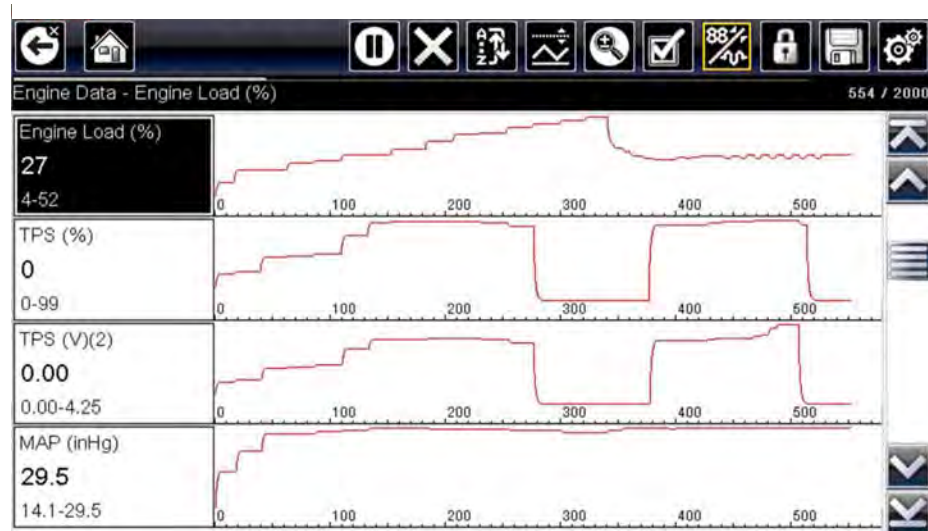 A
Z
88
Engine Data - Engine Load (%)
554 / 2000
Engine Load (%)
27
4-52
0 100 200 300 400 500
TPS (%)
0
0-99
0 100 200 300 400 500
TPS (V)(2)
0.00
0.00-4.25
0 100 200 300 400 500
MAP (inHg)
29.5
14.1-29.5
0 100 200 300 400 500